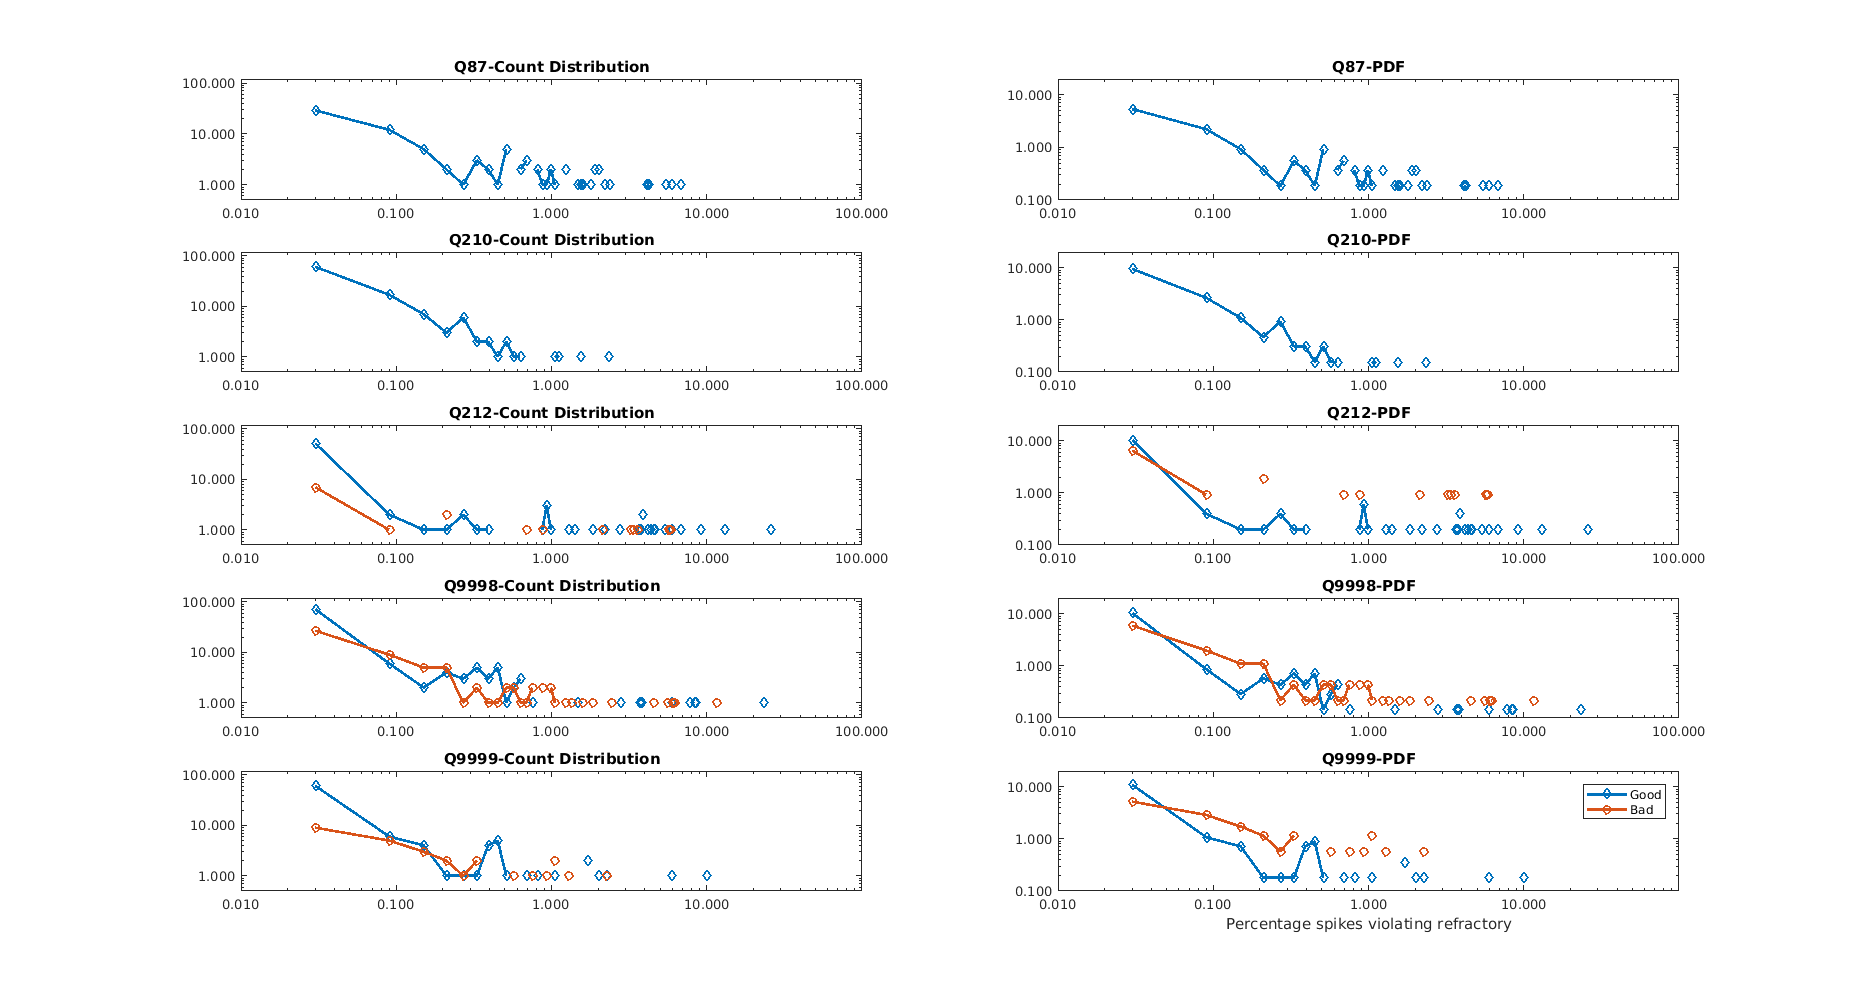 Q87-Count Distribution
100.000
10.000
1.000
0.010 0.100 1.000 10.000 100.000
Q87-PDF
10.000
1.000
0.100
0.010 0.100 1.000 10.000
Q210-Count Distribution
100.000
10.000
1.000
0.010 0.100 1.000 10.000 100.000
Q210-PDF
10.000
1.000
0.100
0.010 0.100 1.000 10.000 100.000
Q212-Count Distribution
100.000
10.000
1.000
0.010 0.100 1.000 10.000 100.000
Q212-PDF
10.000
1.000
0.100
0.010 0.100 1.000 10.000 100.000
Q9998-Count Distribution
100.000
10.000
1.000
0.010 0.100 1.000 10.000 100.000
Q9998-PDF
10.000
1.000
0.100
0.010 0.100 1.000 10.000 100.000
Q9999-Count Distribution
100.000
10.000
1.000
0.010 0.100 1.000 10.000
Q9999-PDF
10.000
1.000
0.100
0.010 0.100 1.000 10.000
Good
Bad
Percentage spikes violating refractory